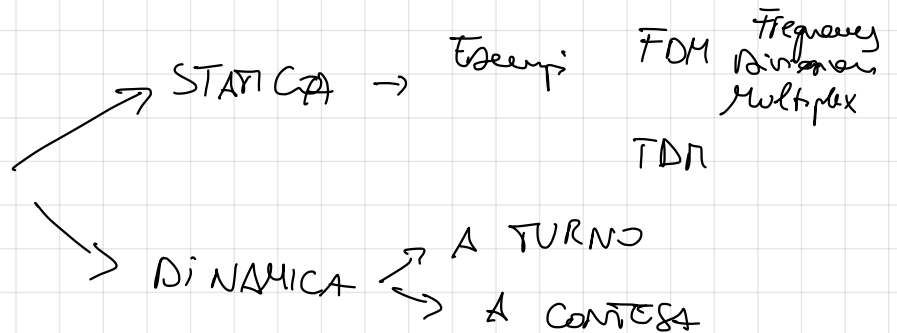 STATICA → Esempi FDM Frequency
Division
Multiplex
TDM
DINAMICA
A TURNO
A CONTESA